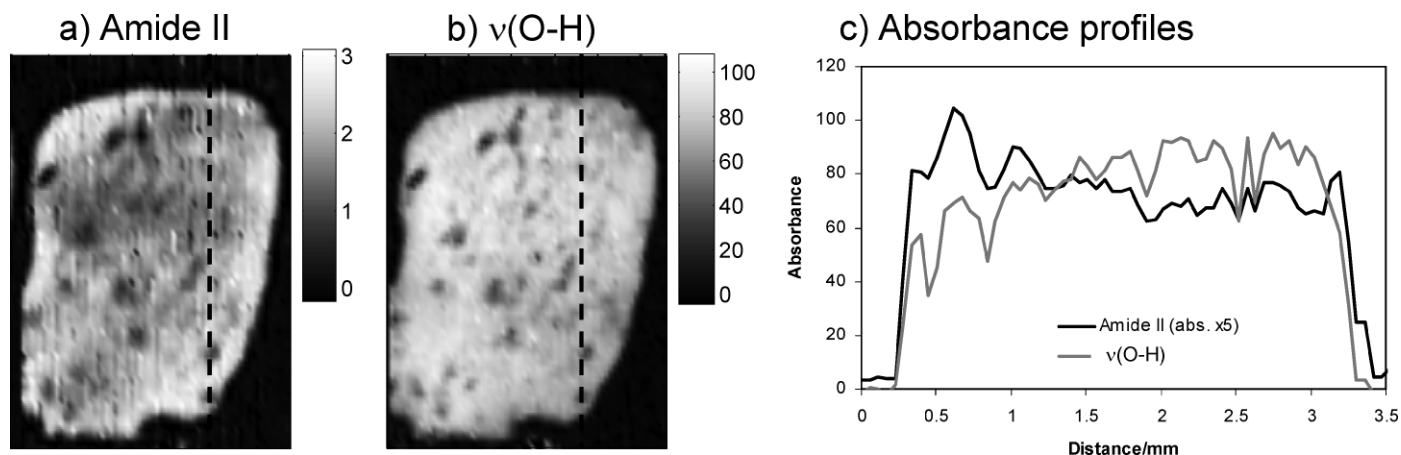 a) Amide II
3
2
1
0
b) ν(O-H)
100
80
60
40
20
0
c) Absorbance profiles
Absorbance
120
100
80
60
40
20
0
Amide II (abs. x5)
ν(O-H)
0 0.5 1 1.5 2 2.5 3 3.5
Distance/mm